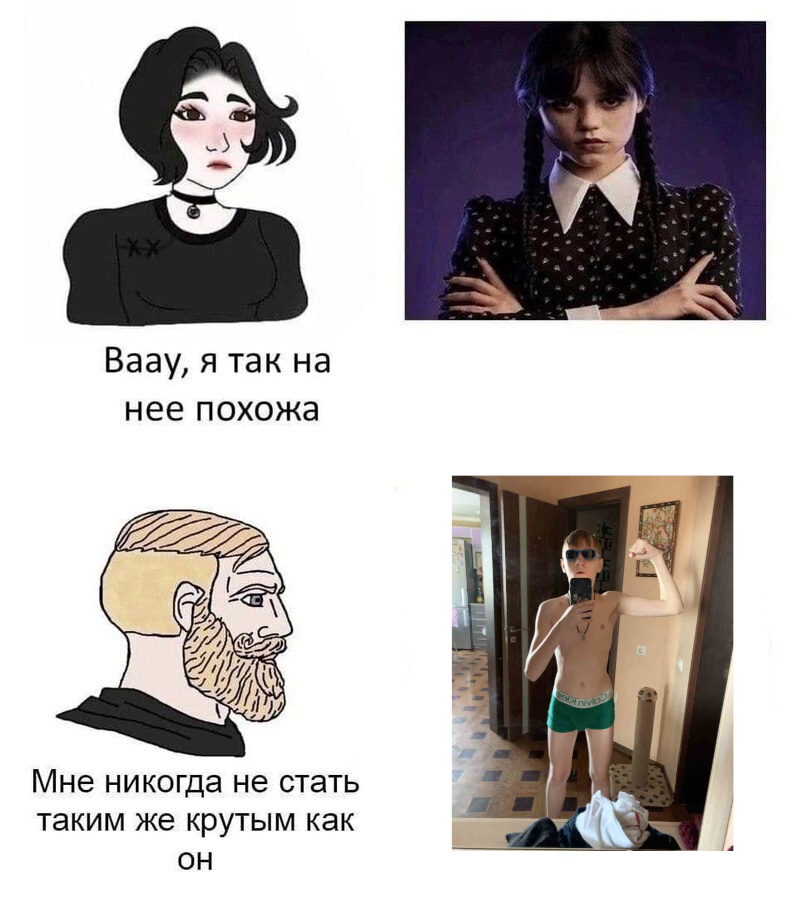 Ваау, я так на
нее похожа
Мне никогда не стать
таким же крутым как
он